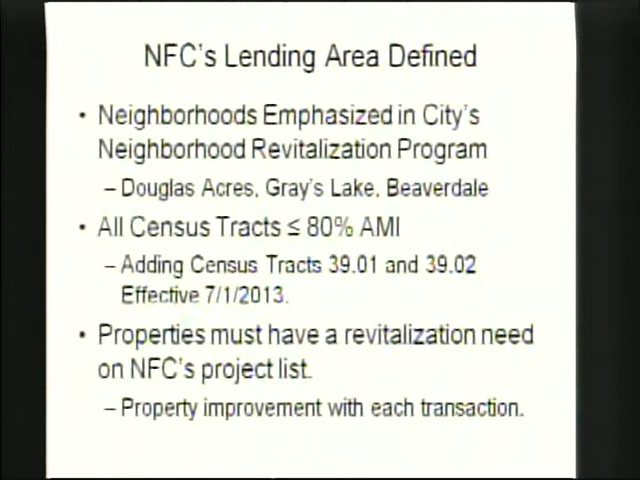 NFC's Lending Area Defined
• Neighborhoods Emphasized in City's
Neighborhood Revitalization Program
– Douglas Acres, Gray's Lake, Beaverdale
• All Census Tracts ≤ 80% AMI
– Adding Census Tracts 39.01 and 39.02
Effective 7/1/2013.
• Properties must have a revitalization need
on NFC's project list.
– Property improvement with each transaction.